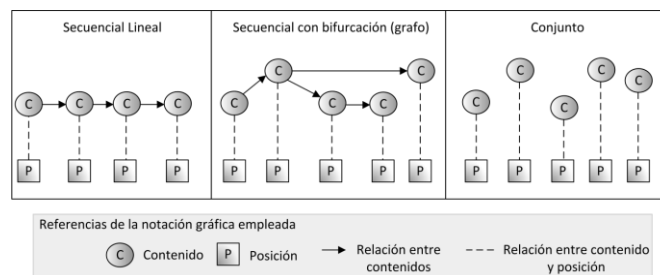 Secuencial Lineal
C C C C
P P P P
Secuencial con bifurcación (grafo)
C C
C C C
P P P P P
Conjunto
C C C C C
P P P P P
Referencias de la notación gráfica empleada
C Contenido P Posición Relación entre
contenidos
Relación entre contenido
y posición